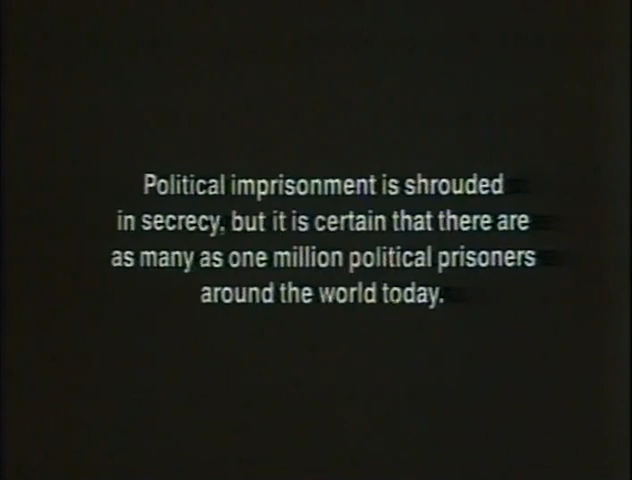 Political imprisonment is shrouded
in secrecy, but it is certain that there are
as many as one million political prisoners
around the world today.